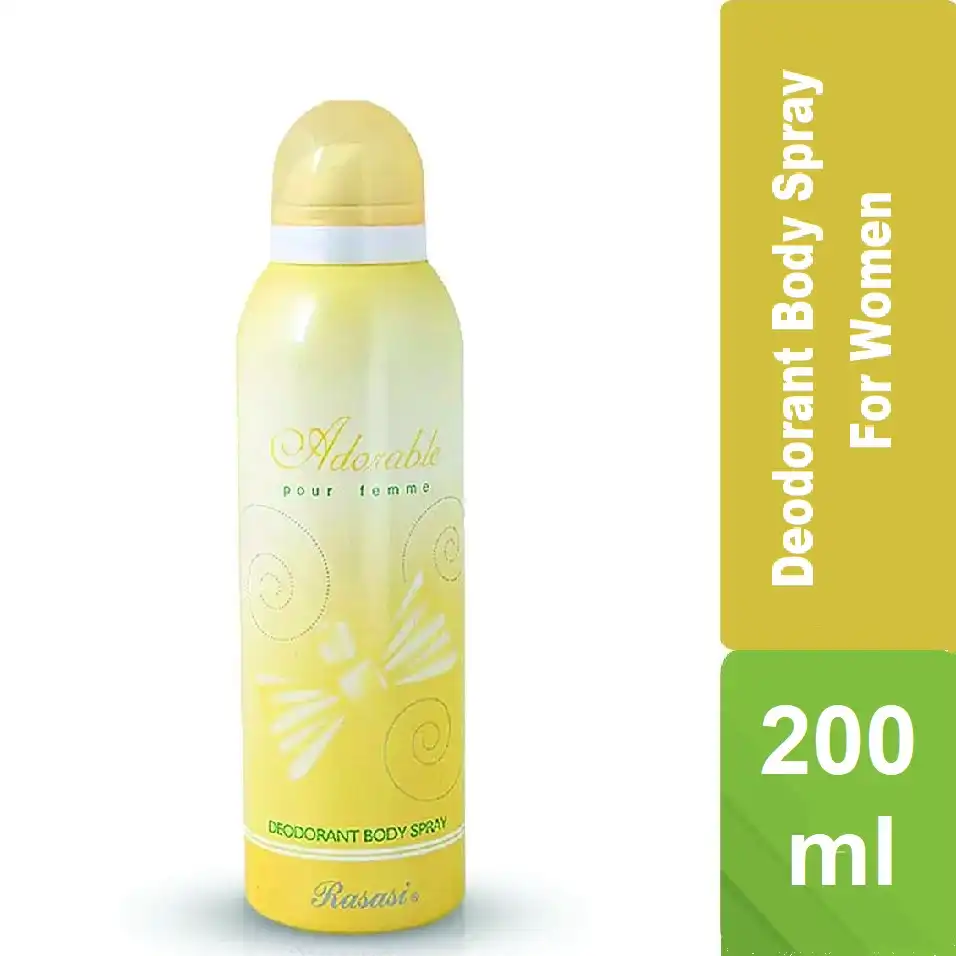 Adorable
pour femme
DEODORANT BODY SPRAY
Rasasi
Deodorant Body Spray
For Women
200
ml